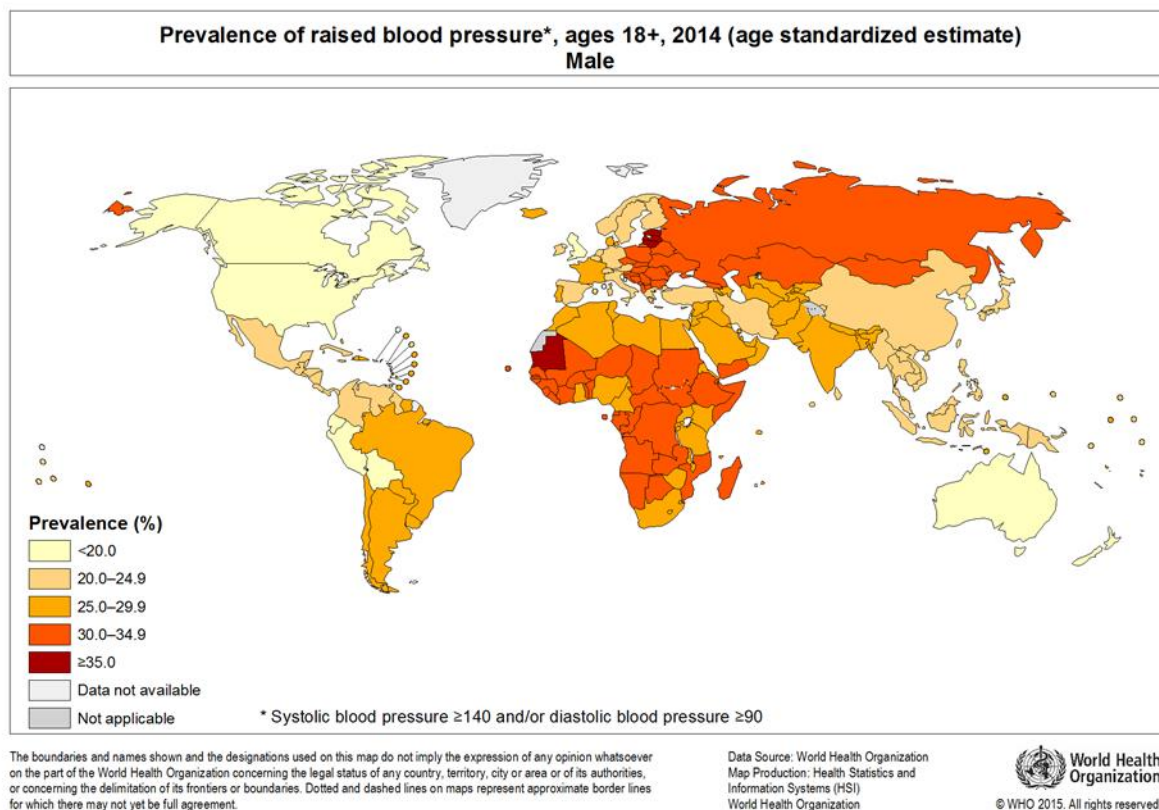 Prevalence of raised blood pressure*, ages 18+, 2014 (age standardized estimate)
Male
Prevalence (%)
<20.0
20.0–24.9
25.0–29.9
30.0–34.9
≥35.0
Data not available
Not applicable
* Systolic blood pressure ≥140 and/or diastolic blood pressure ≥90
The boundaries and names shown and the designations used on this map do not imply the expression of any opinion whatsoever
on the part of the World Health Organization concerning the legal status of any country, territory, city or area or of its authorities,
or concerning the delimitation of its frontiers or boundaries. Dotted and dashed lines on maps represent approximate border lines
for which there may not yet be full agreement.
Data Source: World Health Organization
Map Production: Health Statistics and
Information Systems (HSI)
World Health Organization
World Health
Organization
© WHO 2015. All rights reserved